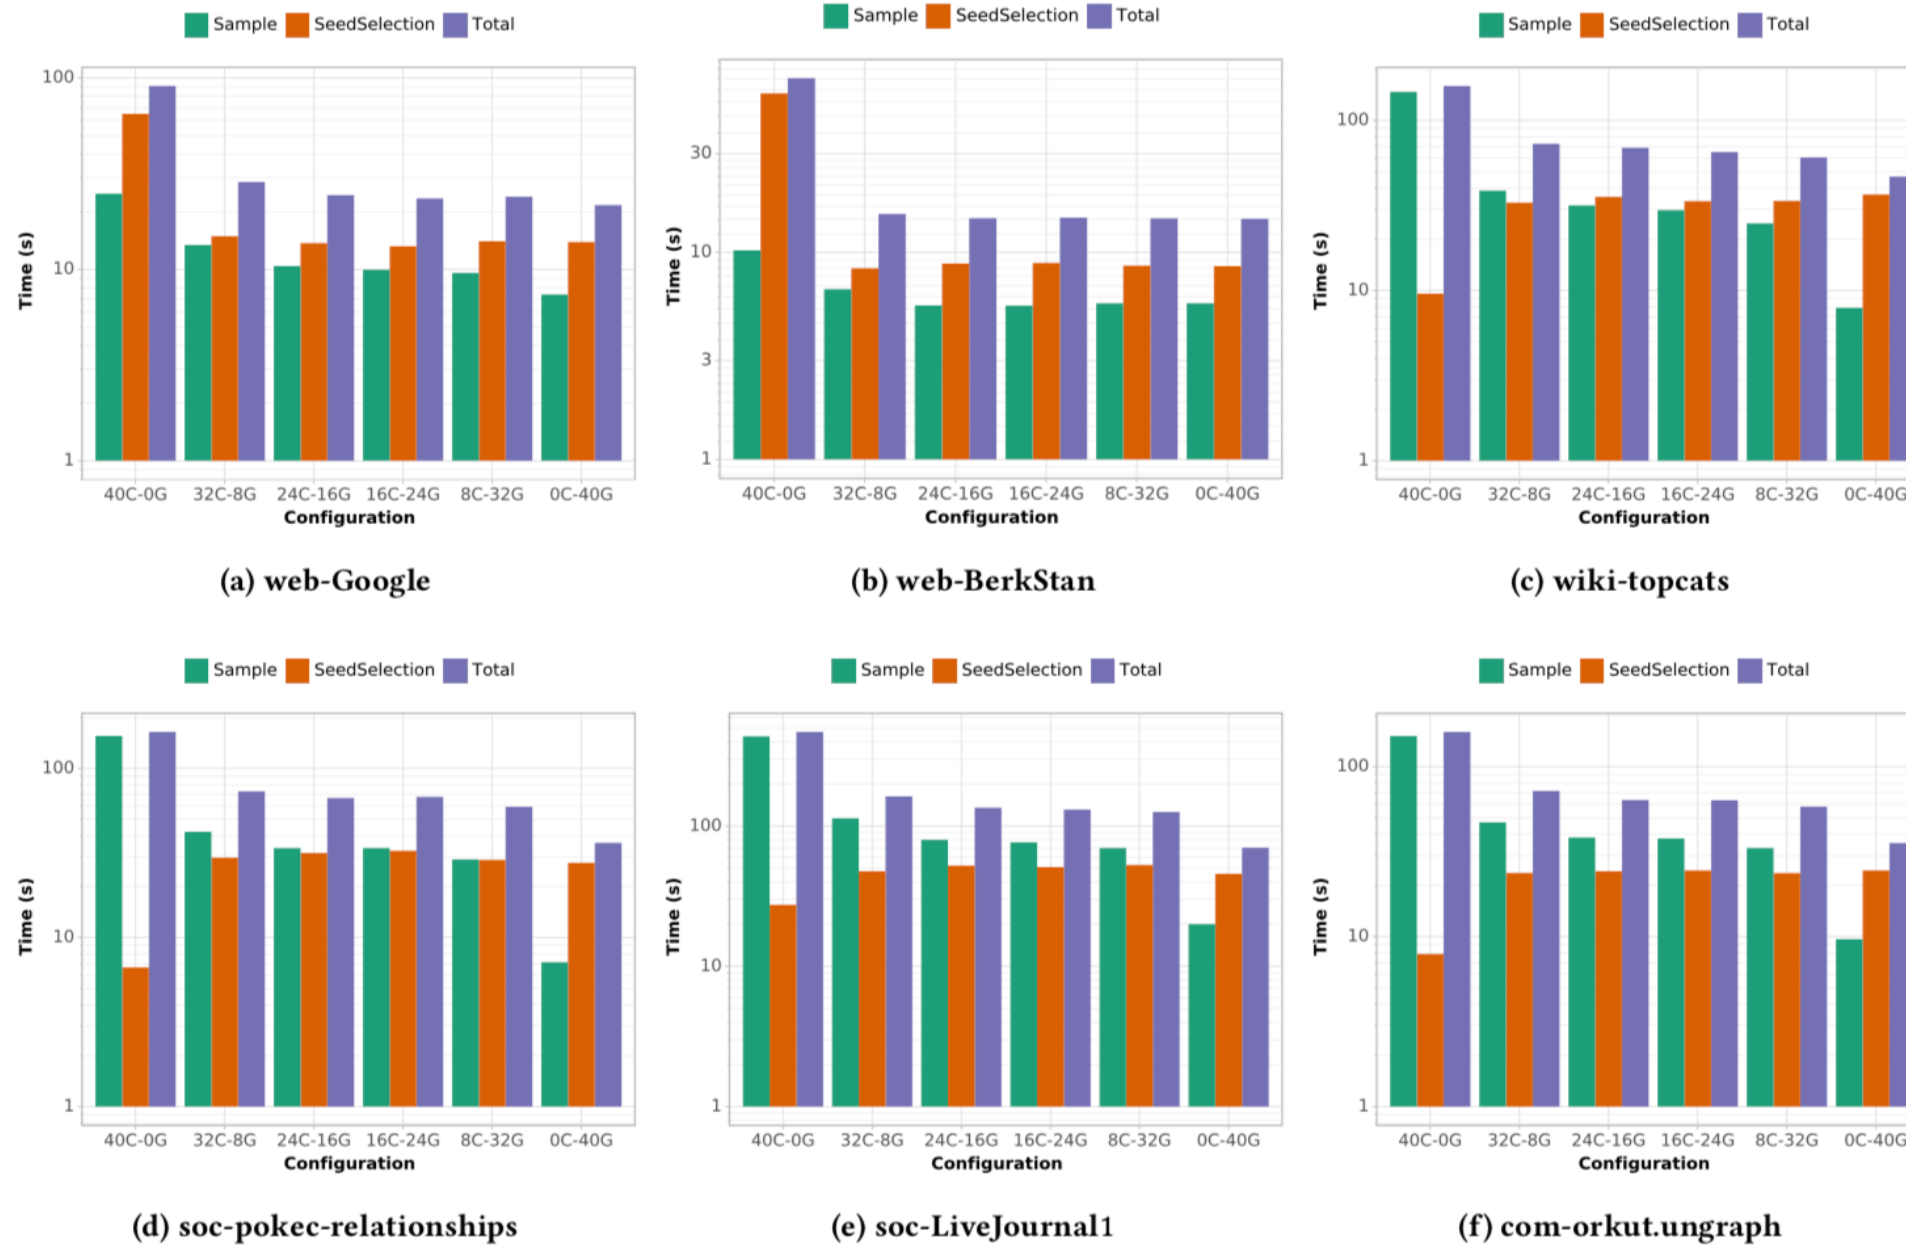 Sample SeedSelection Total
100
10
1
Time (s)
40C-0G 32C-8G 24C-16G 16C-24G 8C-32G 0C-40G
Configuration
(a) web-Google
Sample SeedSelection Total
30
10
3
1
Time (s)
40C-0G 32C-8G 24C-16G 16C-24G 8C-32G 0C-40G
Configuration
(b) web-BerkStan
Sample SeedSelection Total
100
10
1
Time (s)
40C-0G 32C-8G 24C-16G 16C-24G 8C-32G 0C-40G
Configuration
(c) wiki-topcats
Sample SeedSelection Total
100
10
1
Time (s)
40C-0G 32C-8G 24C-16G 16C-24G 8C-32G 0C-40G
Configuration
(d) soc-pokec-relationships
Sample SeedSelection Total
100
10
1
Time (s)
40C-0G 32C-8G 24C-16G 16C-24G 8C-32G 0C-40G
Configuration
(e) soc-LiveJournal1
Sample SeedSelection Total
100
10
1
Time (s)
40C-0G 32C-8G 24C-16G 16C-24G 8C-32G 0C-40G
Configuration
(f) com-orkut.ungraph